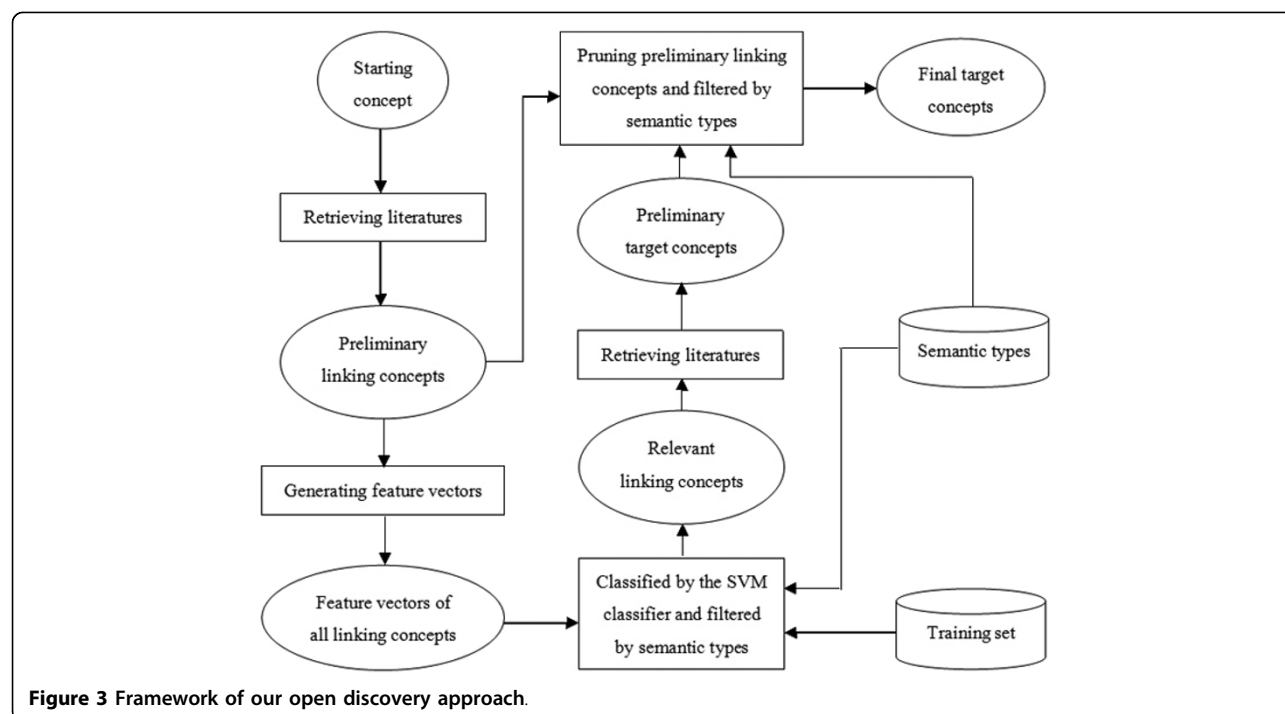 Starting
concept
Retrieving literatures
Preliminary
linking concepts
Generating feature vectors
Feature vectors of
all linking concepts
Pruning preliminary linking
concepts and filtered by
semantic types
Preliminary
target concepts
Retrieving literatures
Relevant
linking concepts
Classified by the SVM
classifier and filtered
by semantic types
Final target
concepts
Semantic types
Training set
Figure 3 Framework of our open discovery approach.